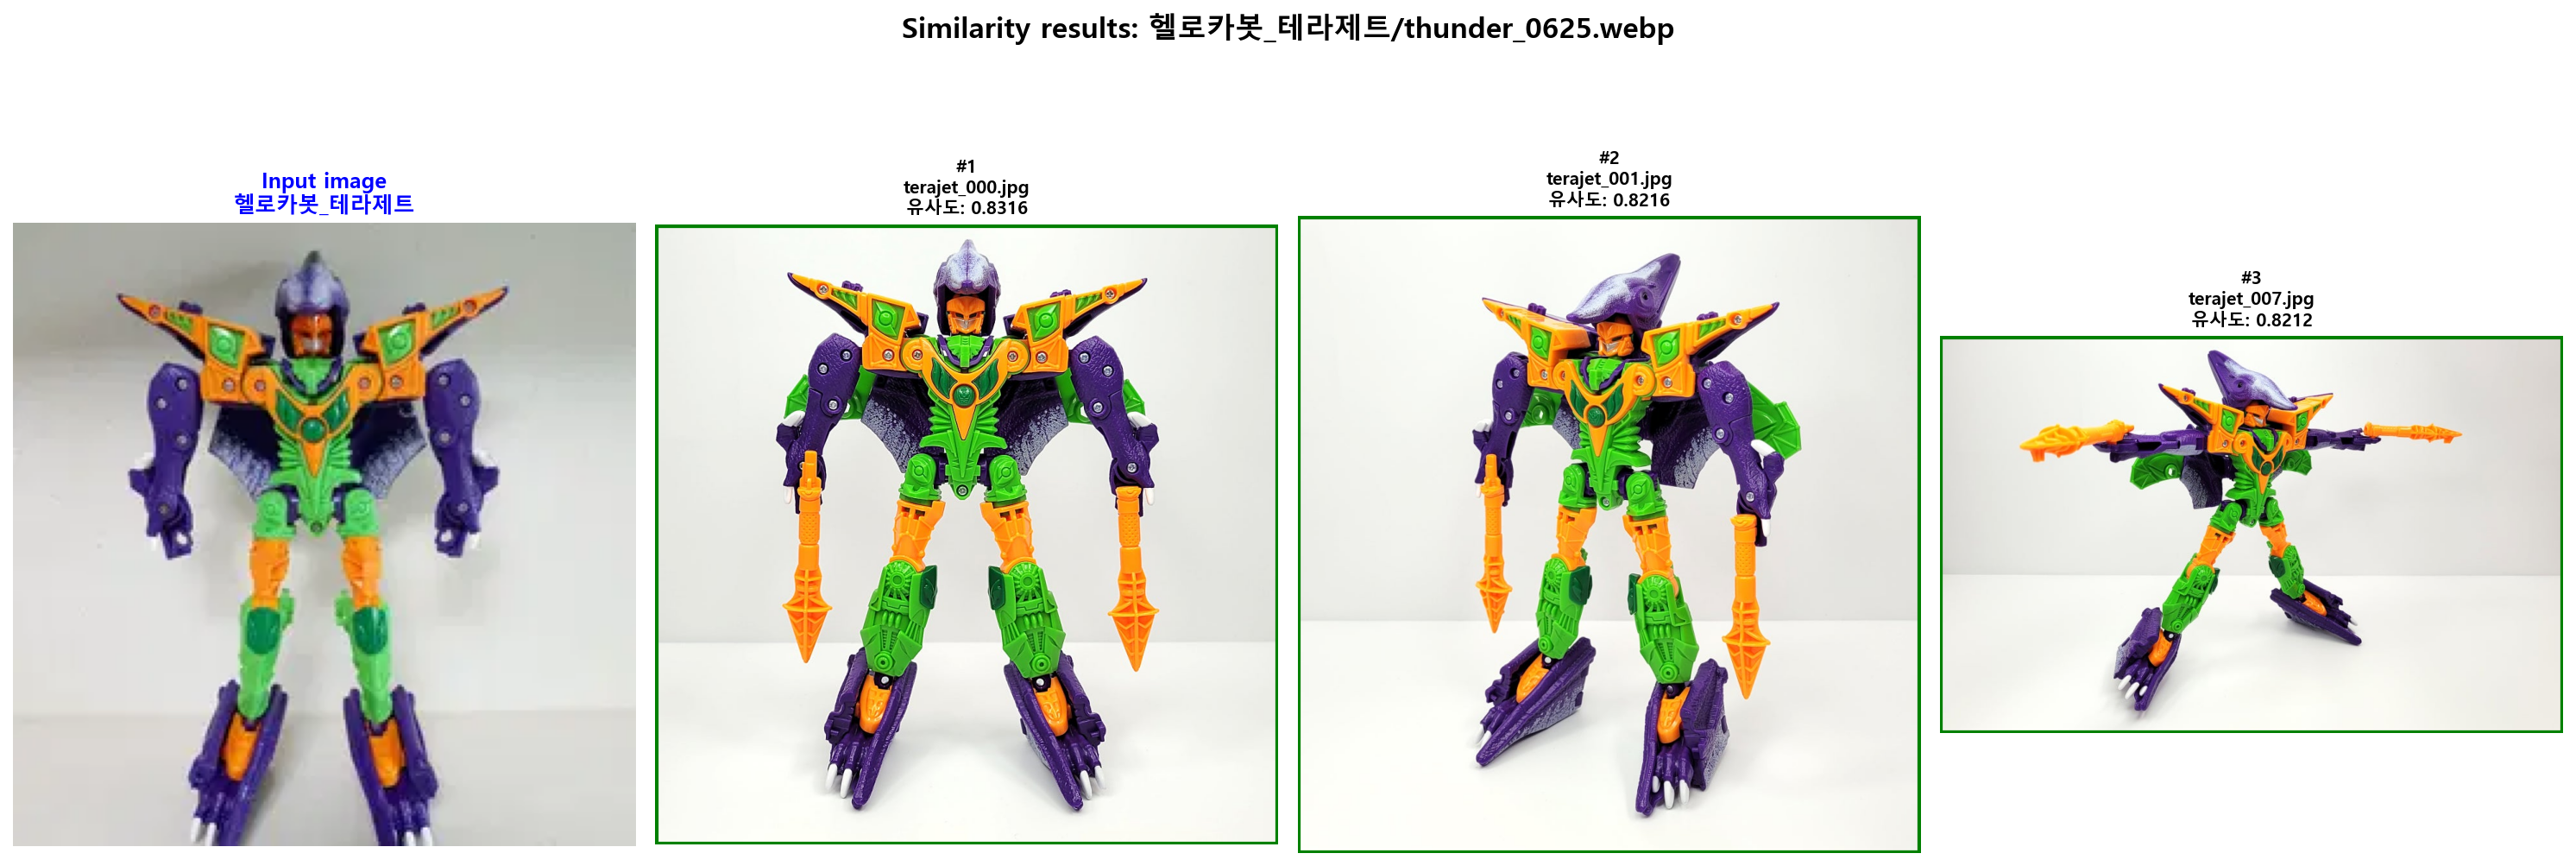 Similarity results: 헬로카봇_테라제트/thunder_0625.webp
Input image
헬로카봇_테라제트
#1
terajet_000.jpg
유사도: 0.8316
#2
terajet_001.jpg
유사도: 0.8216
#3
terajet_007.jpg
유사도: 0.8212